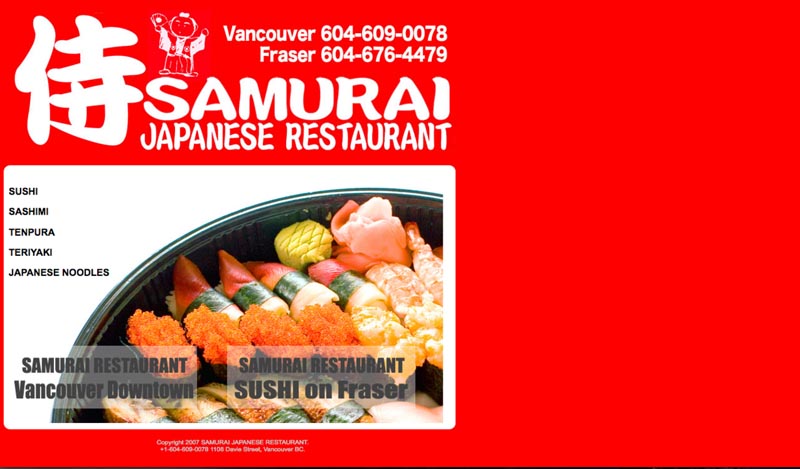 Vancouver 604-609-0078
Fraser 604-676-4479
侍 SAMURAI
JAPANESE RESTAURANT
SUSHI
SASHIMI
TENPURA
TERIYAKI
JAPANESE NOODLES
SAMURAI RESTAURANT
Vancouver Downtown
SAMURAI RESTAURANT
SUSHI on Fraser
Copyright 2007 SAMURAI JAPANESE RESTAURANT.
+1-604-609-0078 1108 Davie Street, Vancouver BC.